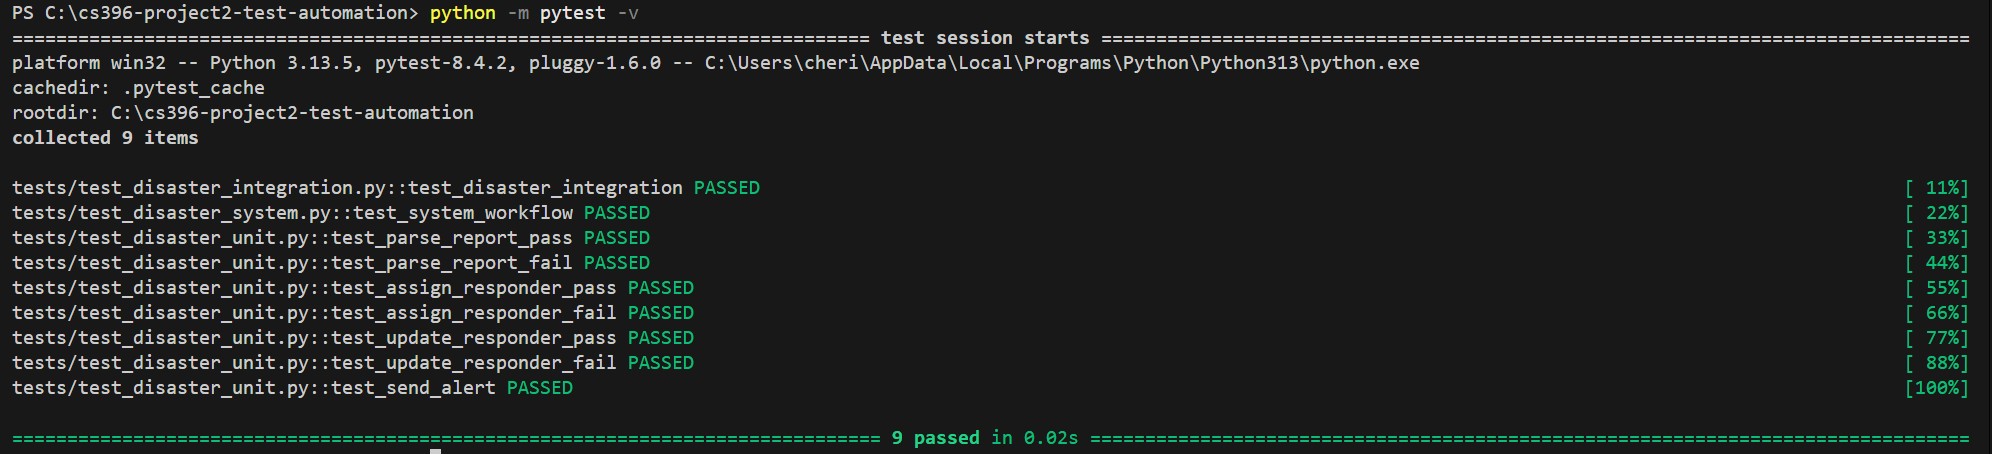 PS C:\cs396-project2-test-automation> python -m pytest -v
============================================================================== test session starts ===============================================================================
platform win32 -- Python 3.13.5, pytest-8.4.2, pluggy-1.6.0 -- C:\Users\cheri\AppData\Local\Programs\Python\Python313\python.exe
cachedir: .pytest_cache
rootdir: C:\cs396-project2-test-automation
collected 9 items
tests/test_disaster_integration.py::test_disaster_integration PASSED [ 11%]
tests/test_disaster_system.py::test_system_workflow PASSED [ 22%]
tests/test_disaster_unit.py::test_parse_report_pass PASSED [ 33%]
tests/test_disaster_unit.py::test_parse_report_fail PASSED [ 44%]
tests/test_disaster_unit.py::test_assign_responder_pass PASSED [ 55%]
tests/test_disaster_unit.py::test_assign_responder_fail PASSED [ 66%]
tests/test_disaster_unit.py::test_update_responder_pass PASSED [ 77%]
tests/test_disaster_unit.py::test_update_responder_fail PASSED [ 88%]
tests/test_disaster_unit.py::test_send_alert PASSED [100%]
=============================================================================== 9 passed in 0.02s ================================================================================